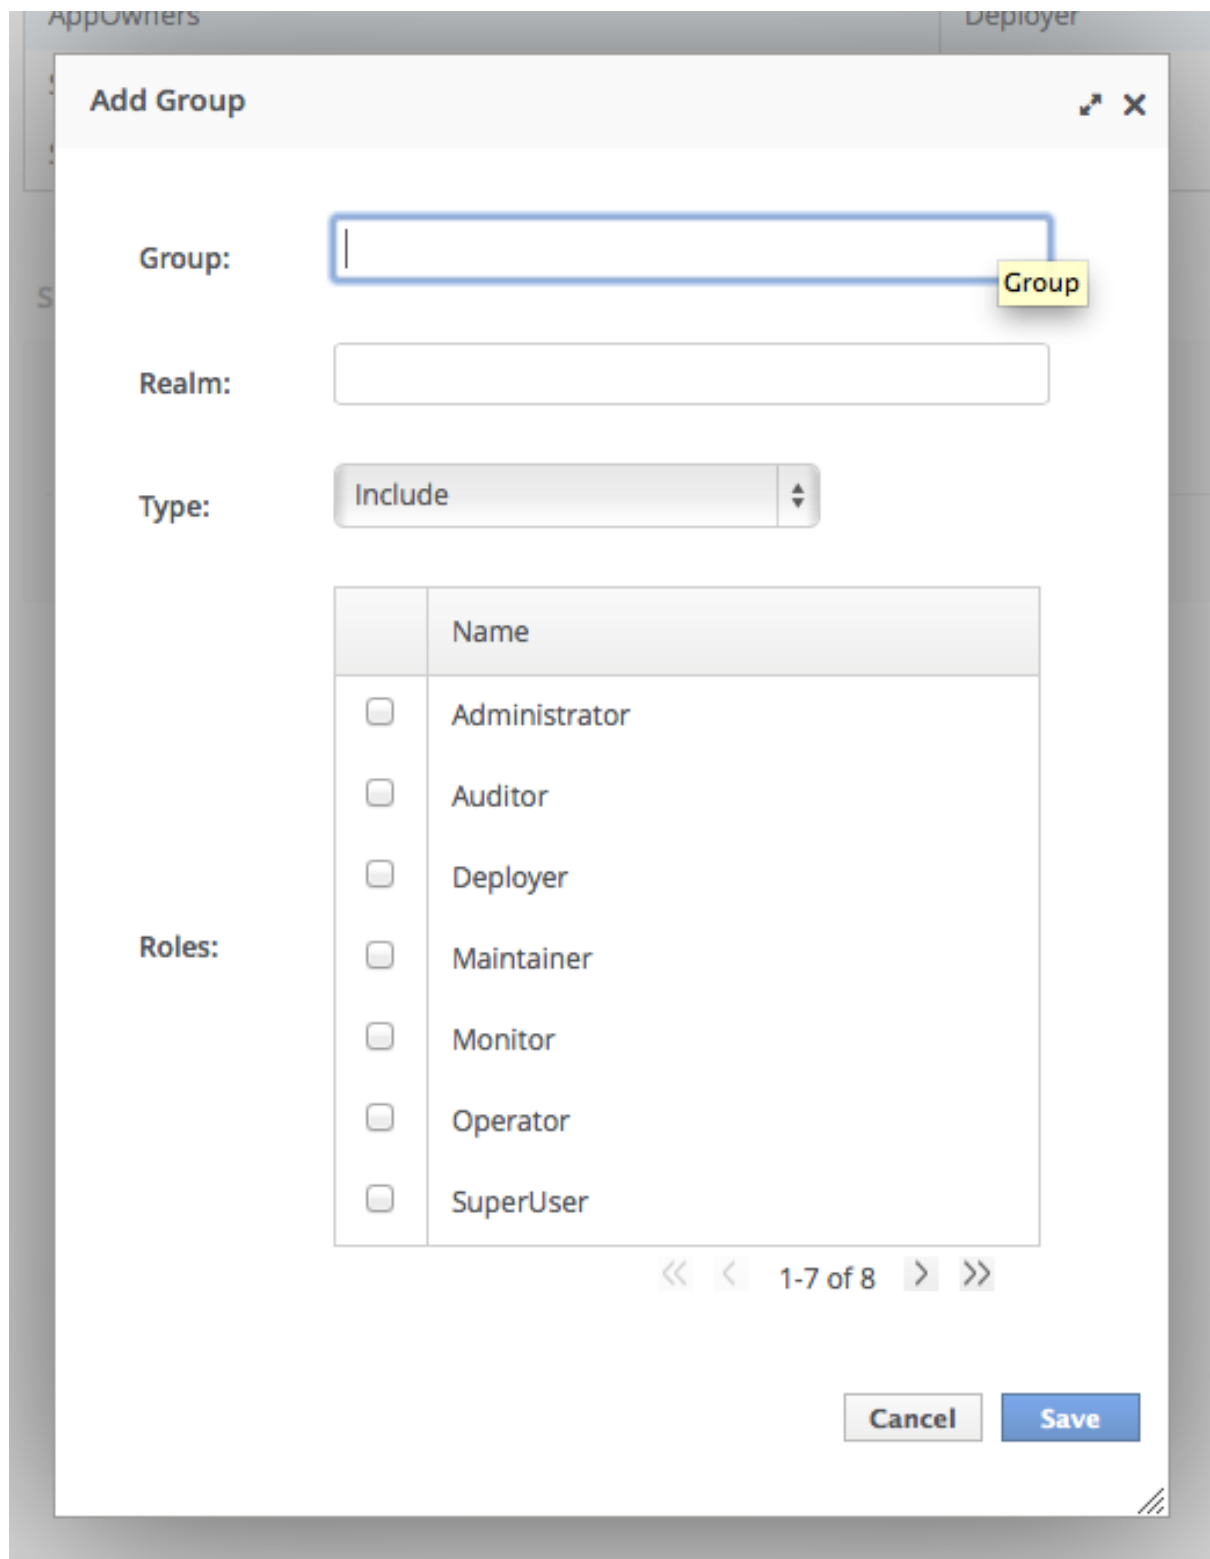 AppOwners Deployer
Add Group
Group:
Group
Realm:
Type: Include
Name
Administrator
Auditor
Deployer
Roles: Maintainer
Monitor
Operator
SuperUser
1-7 of 8
Cancel Save